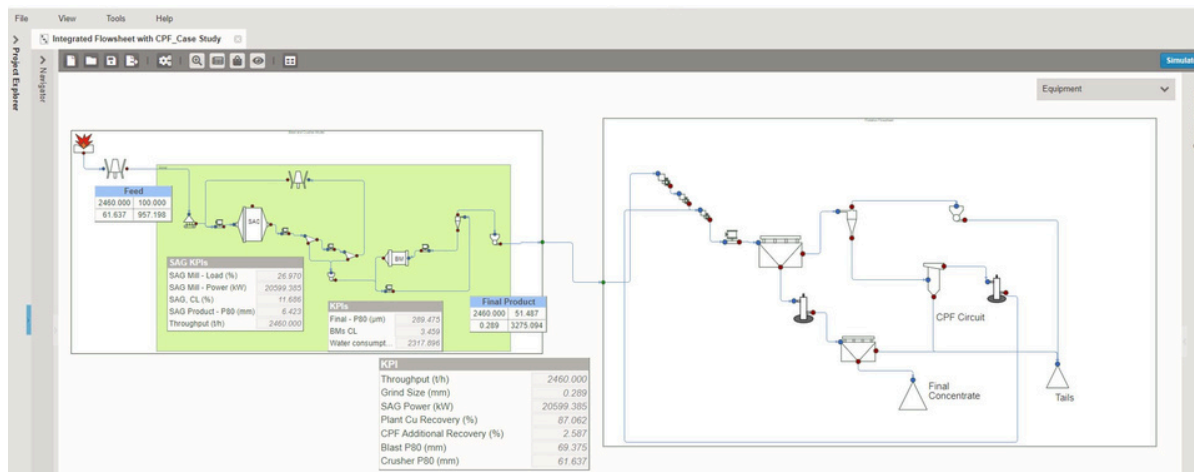 File View Tools Help
Integrated Flowsheet with CPF_Case Study
Project Explorer
Navigator
Simulat
Equipment
Feed
2460.000 100.000
61.637 957.198
SAG KPIs
SAG Mill - Load (%) 26.970
SAG Mill - Power (kW) 20599.385
SAG, CL (%) 11.686
SAG Product - P80 (mm) 6.423
Throughput (t/h) 2460.000
BM
KPIs
Final - P80 (µm) 289.475
BMs CL 3.459
Water consumpt... 2317.896
Final Product
2460.000 51.487
0.289 3275.094
KPI
Throughput (t/h) 2460.000
Grind Size (mm) 0.289
SAG Power (kW) 20599.385
Plant Cu Recovery (%) 87.062
CPF Additional Recovery (%) 2.587
Blast P80 (mm) 69.375
Crusher P80 (mm) 61.637
CPF Circuit
Final
Concentrate
Tails